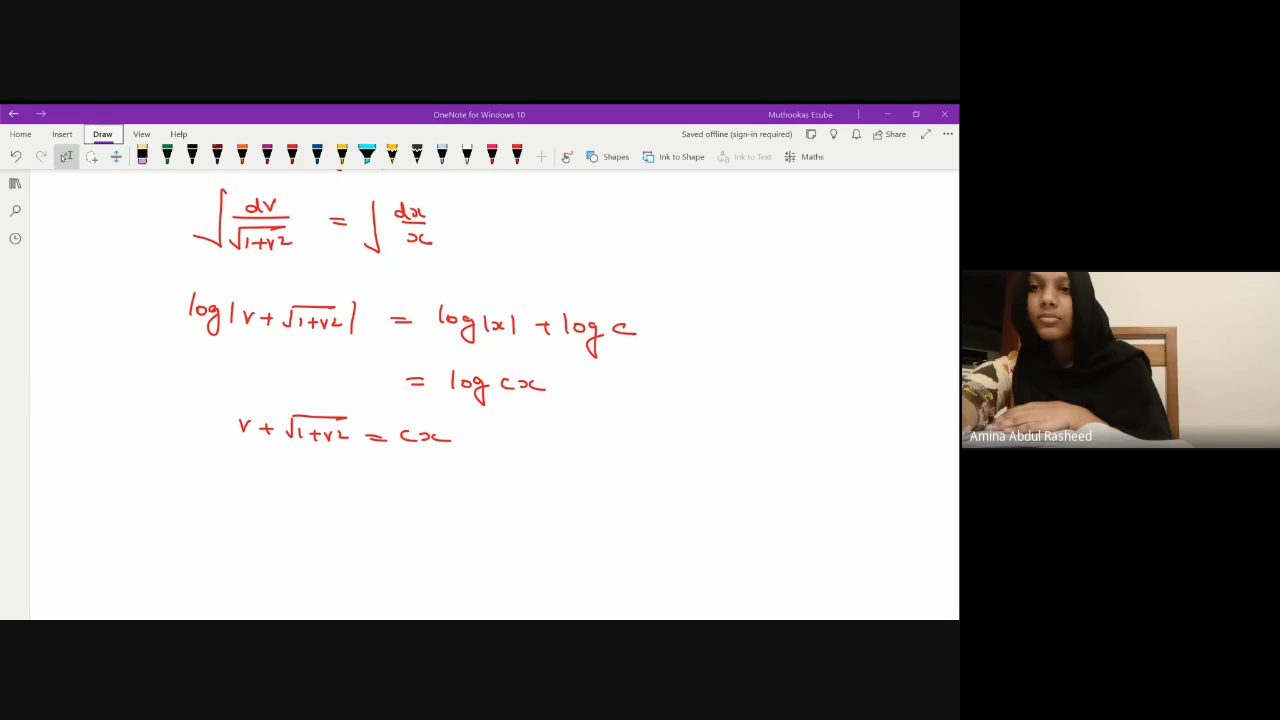 OneNote for Windows 10
Muthookas Ecube
Home Insert Draw View Help
Saved offline (sign-in required) Share
Shapes Ink to Shape Ink to Text Maths
∫ dv/√(1+v²) = ∫ dx/x
log|v + √(1+v²)| = log|x| + log c
= log cx
v + √(1+v²) = cx
Amina Abdul Rasheed